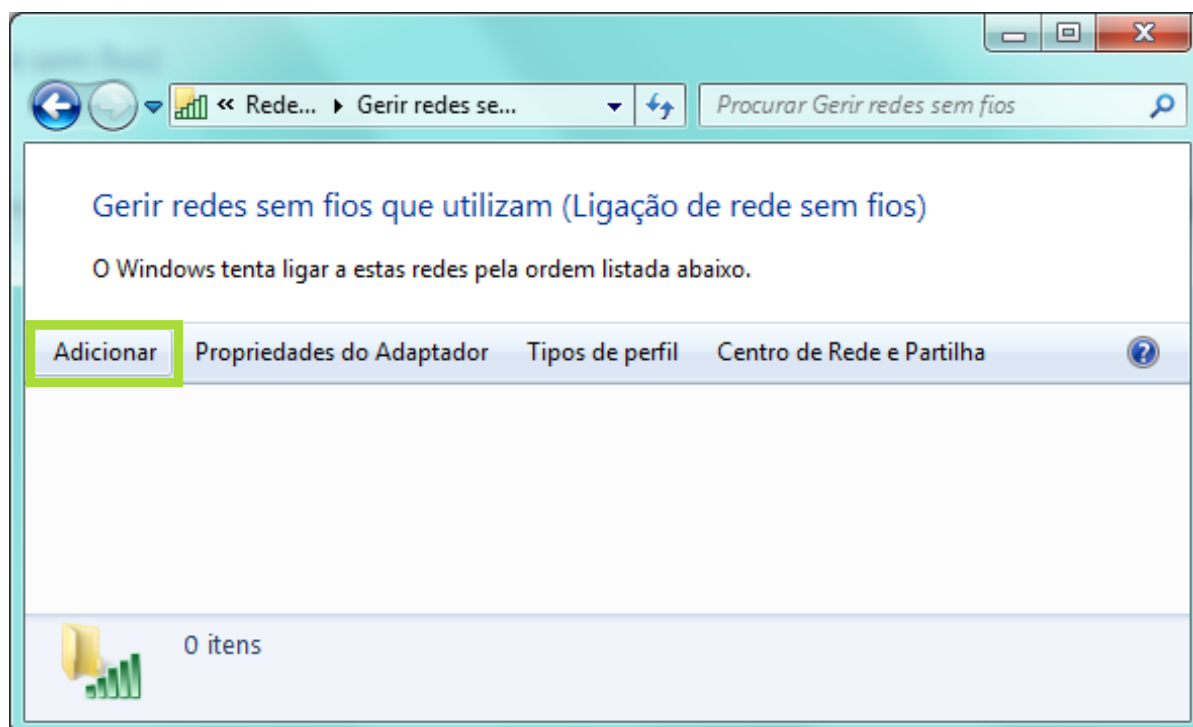 « Rede... Gerir redes se... Procurar Gerir redes sem fios
Gerir redes sem fios que utilizam (Ligação de rede sem fios)
O Windows tenta ligar a estas redes pela ordem listada abaixo.
Adicionar Propriedades do Adaptador Tipos de perfil Centro de Rede e Partilha ?
0 itens